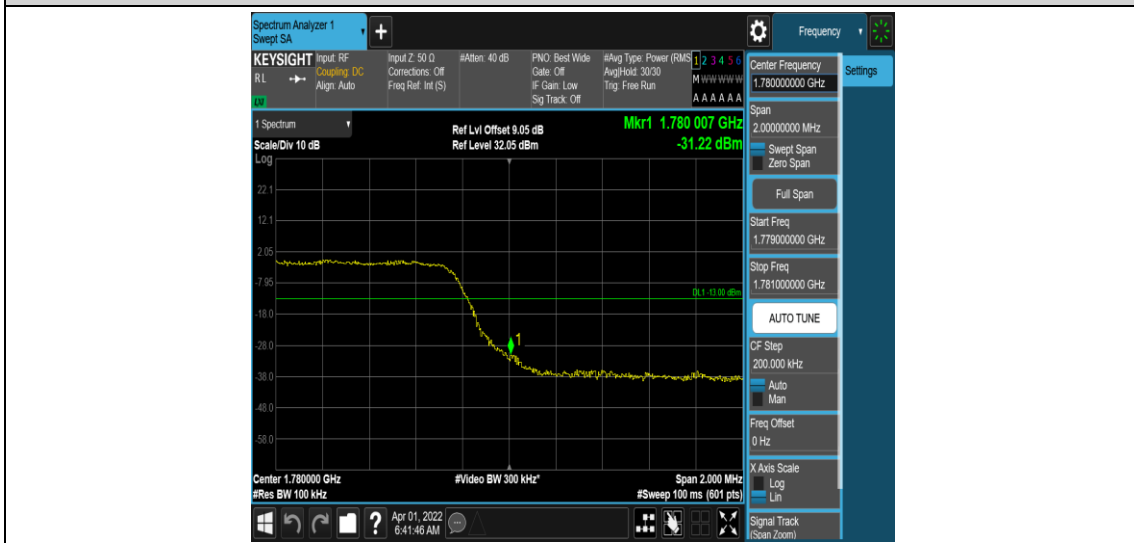 Spectrum Analyzer 1
Swept SA
+
Frequency
KEYSIGHT
RL
LXI
Input: RF
Coupling: DC
Align: Auto
Input Z: 50 Ω
Corrections: Off
Freq Ref: Int (S)
#Atten: 40 dB
PNO: Best Wide
Gate: Off
IF Gain: Low
Sig Track: Off
#Avg Type: Power (RMS
Avg|Hold: 30/30
Trig: Free Run
1 2 3 4 5 6
M W W W W W
A A A A A A
1 Spectrum
Scale/Div 10 dB
Ref Lvl Offset 9.05 dB
Ref Level 32.05 dBm
Mkr1 1.780 007 GHz
-31.22 dBm
Log
22.1
12.1
2.05
-7.95
-18.0
-28.0
-38.0
-48.0
-58.0
DL1 -13.00 dBm
1
Center 1.780000 GHz
#Res BW 100 kHz
#Video BW 300 kHz*
Span 2.000 MHz
#Sweep 100 ms (601 pts)
Center Frequency
1.780000000 GHz
Settings
Span
2.00000000 MHz
Swept Span
Zero Span
Full Span
Start Freq
1.779000000 GHz
Stop Freq
1.781000000 GHz
AUTO TUNE
CF Step
200.000 kHz
Auto
Man
Freq Offset
0 Hz
X Axis Scale
Log
Lin
Signal Track
(Span Zoom)
?
Apr 01, 2022
6:41:46 AM